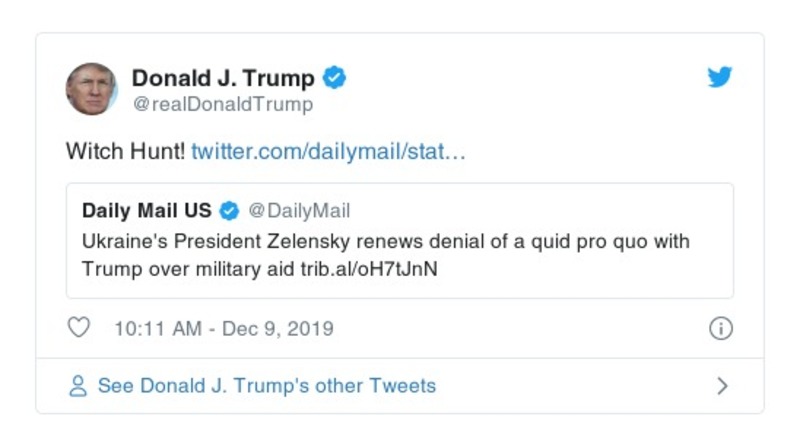 Donald J. Trump
@realDonaldTrump
Witch Hunt! twitter.com/dailymail/stat…
Daily Mail US @DailyMail
Ukraine's President Zelensky renews denial of a quid pro quo with
Trump over military aid trib.al/oH7tJnN
10:11 AM - Dec 9, 2019
See Donald J. Trump's other Tweets